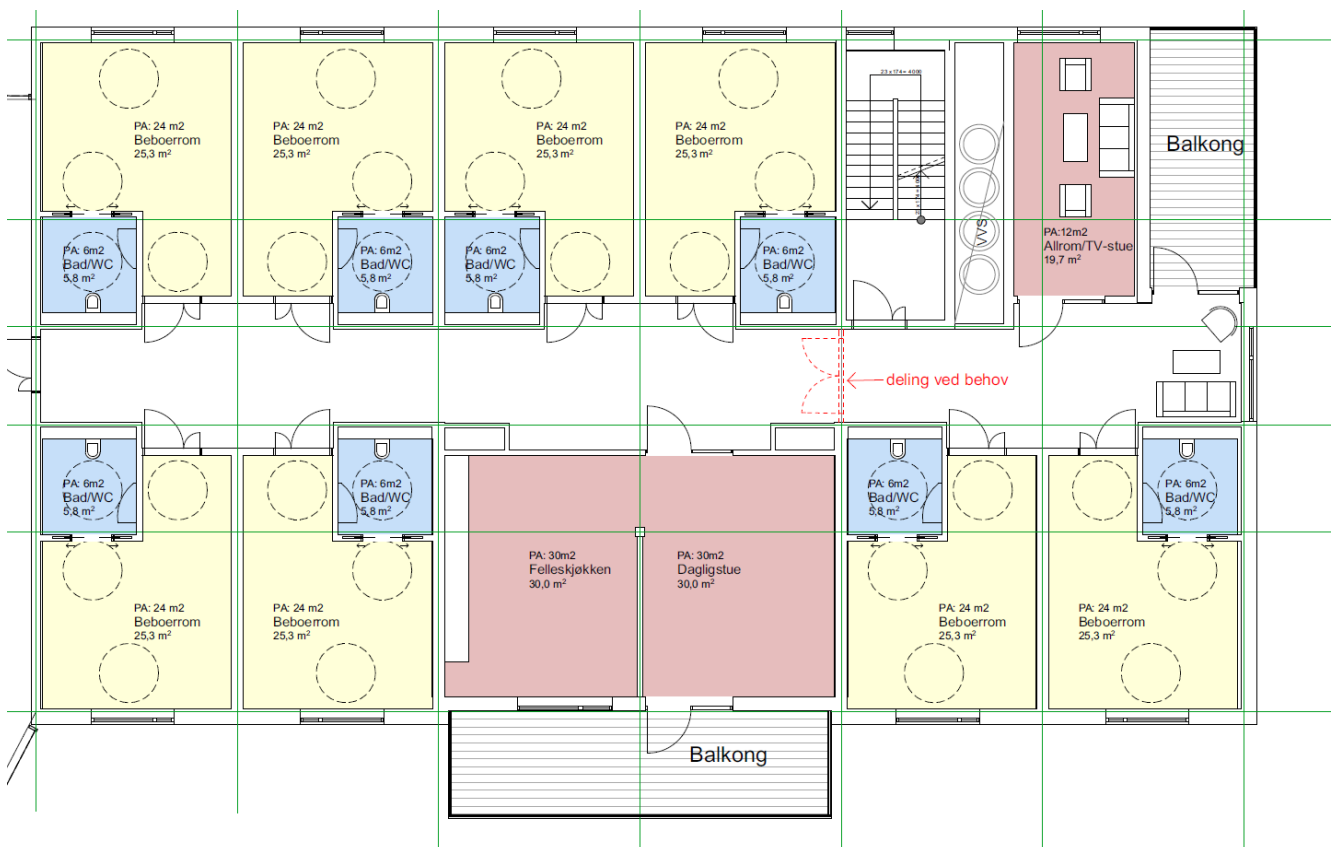 23 x 174 = 4000
PA: 24 m2
Beboerrom
25,3 m²
PA: 24 m2
Beboerrom
25,3 m²
PA: 24 m2
Beboerrom
25,3 m²
PA: 24 m2
Beboerrom
25,3 m²
Balkong
VVS
PA:12m2
Allrom/TV-stue
19,7 m²
PA: 6m2
Bad/WC
5,8 m²
PA: 6m2
Bad/WC
5,8 m²
PA: 6m2
Bad/WC
5,8 m²
PA: 6m2
Bad/WC
5,8 m²
deling ved behov
PA: 6m2
Bad/WC
5,8 m²
PA: 6m2
Bad/WC
5,8 m²
PA: 6m2
Bad/WC
5,8 m²
PA: 6m2
Bad/WC
5,8 m²
PA: 30m2
Felleskjøkken
30,0 m²
PA: 30m2
Dagligstue
30,0 m²
PA: 24 m2
Beboerrom
25,3 m²
PA: 24 m2
Beboerrom
25,3 m²
PA: 24 m2
Beboerrom
25,3 m²
PA: 24 m2
Beboerrom
25,3 m²
Balkong